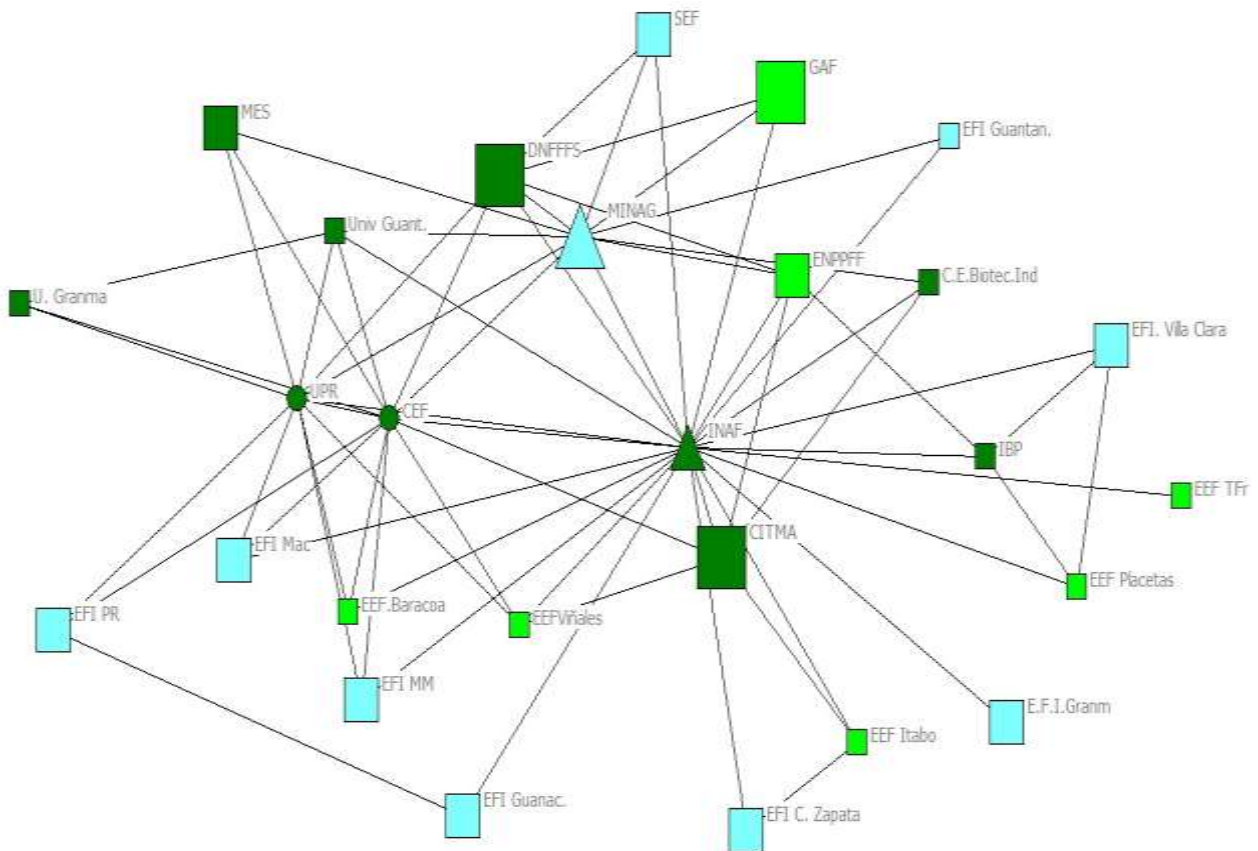 SEF
GAF
MES
EFI Guantan.
DNFFFS
MINAG
Univ Guant.
ENPPFF
C.E.Biotec.Ind
U. Granma
EFI. Villa Clara
UPR
CEF
INAF
IBP
EEF TFr
CITMA
EFI Mac
EEF Placetas
EEF.Baracoa
EFI PR
EEFViñales
EFI MM
E.F.I.Granm
EEF Itabo
EFI Guanac.
EFI C. Zapata